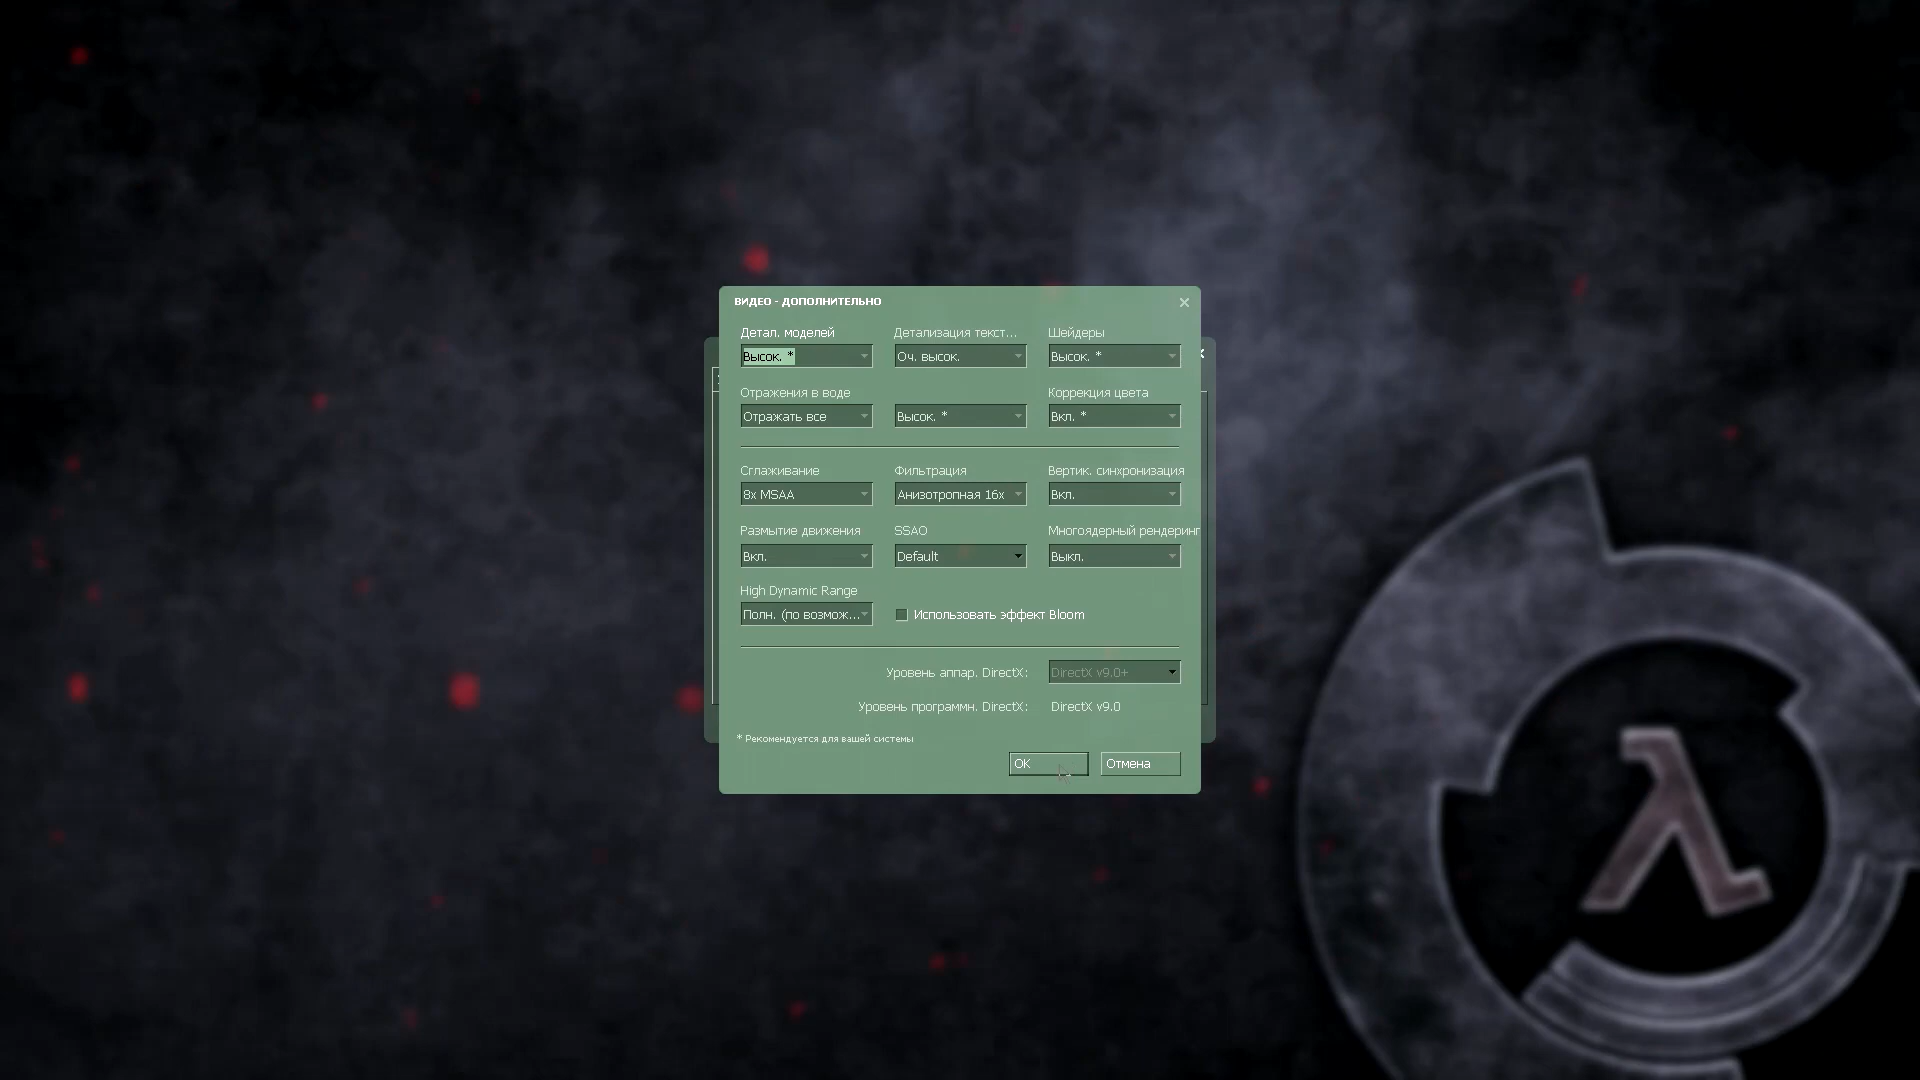 ВИДЕО - ДОПОЛНИТЕЛЬНО
Детал. моделей
Детализация текст...
Шейдеры
Высок. *
Оч. высок.
Высок. *
Отражения в воде
Коррекция цвета
Отражать все
Высок. *
Вкл. *
Сглаживание
Фильтрация
Вертик. синхронизация
8x MSAA
Анизотропная 16x
Вкл.
Размытие движения
SSAO
Многоядерный рендеринг
Вкл.
Default
Выкл.
High Dynamic Range
Полн. (по возмож...
Использовать эффект Bloom
Уровень аппар. DirectX:
DirectX v9.0+
Уровень программн. DirectX:
DirectX v9.0
* Рекомендуется для вашей системы
OK
Отмена